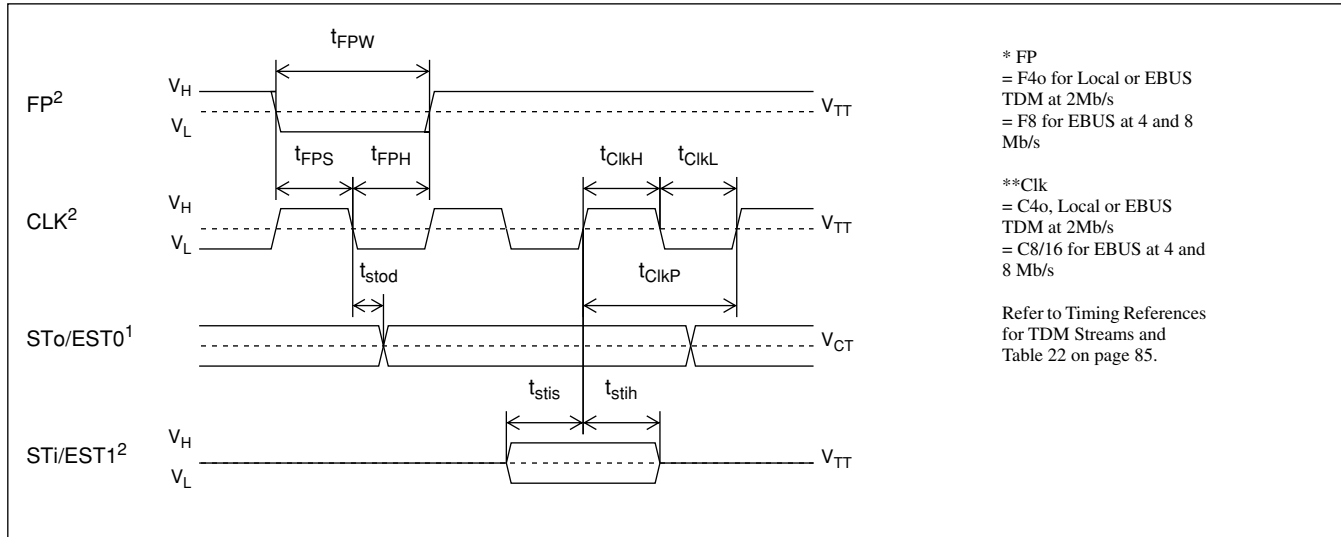 tFPW
VH
FP2
VL
VTT
tFPS
tFPH
tClkH
tClkL
VH
CLK2
VL
VTT
tstod
tClkP
STo/EST01
VCT
tstis
tstih
VH
STi/EST12
VL
VTT
* FP
= F4o for Local or EBUS
TDM at 2Mb/s
= F8 for EBUS at 4 and 8
Mb/s
**Clk
= C4o, Local or EBUS
TDM at 2Mb/s
= C8/16 for EBUS at 4 and
8 Mb/s
Refer to Timing References
for TDM Streams and
Table 22 on page 85.